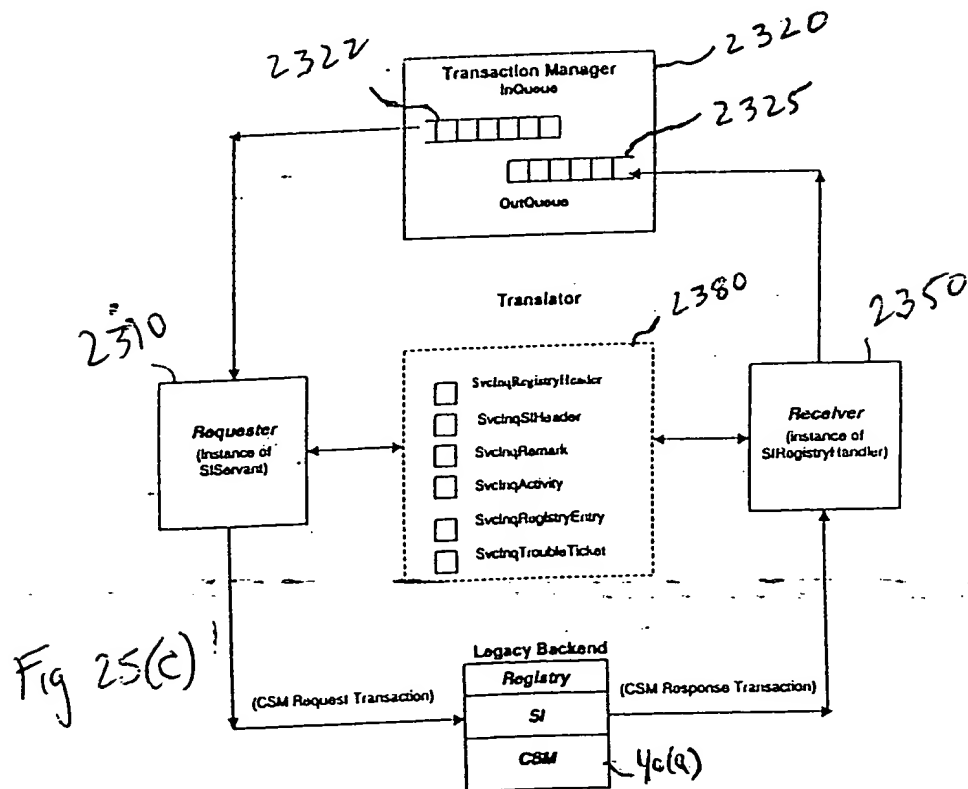 2322
2320
Transaction Manager
InQueue
2325
OutQueue
Translator
2380
2350
2310
SvcInqRegistryHeader
SvcInqSIHeader
SvcInqRemark
SvcInqActivity
SvcInqRegistryEntry
SvcInqTroubleTicket
Requester
(Instance of
SIServant)
Receiver
(instance of
SIRegistryHandler)
Fig 25(c)
Legacy Backend
Registry
SI
CSM
(CSM Request Transaction)
(CSM Response Transaction)
40(a)